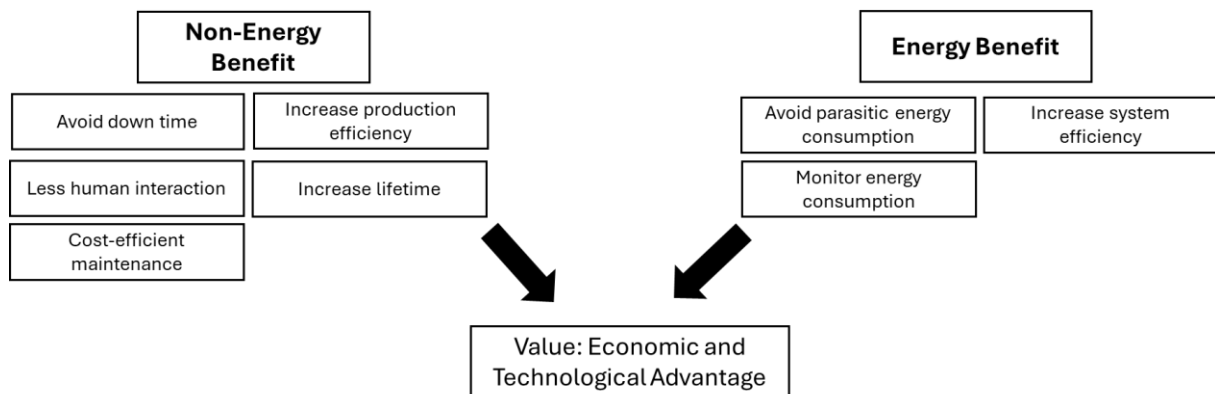 Non-Energy
Benefit
Avoid down time
Increase production
efficiency
Less human interaction
Increase lifetime
Cost-efficient
maintenance
Energy Benefit
Avoid parasitic energy
consumption
Increase system
efficiency
Monitor energy
consumption
Value: Economic and
Technological Advantage